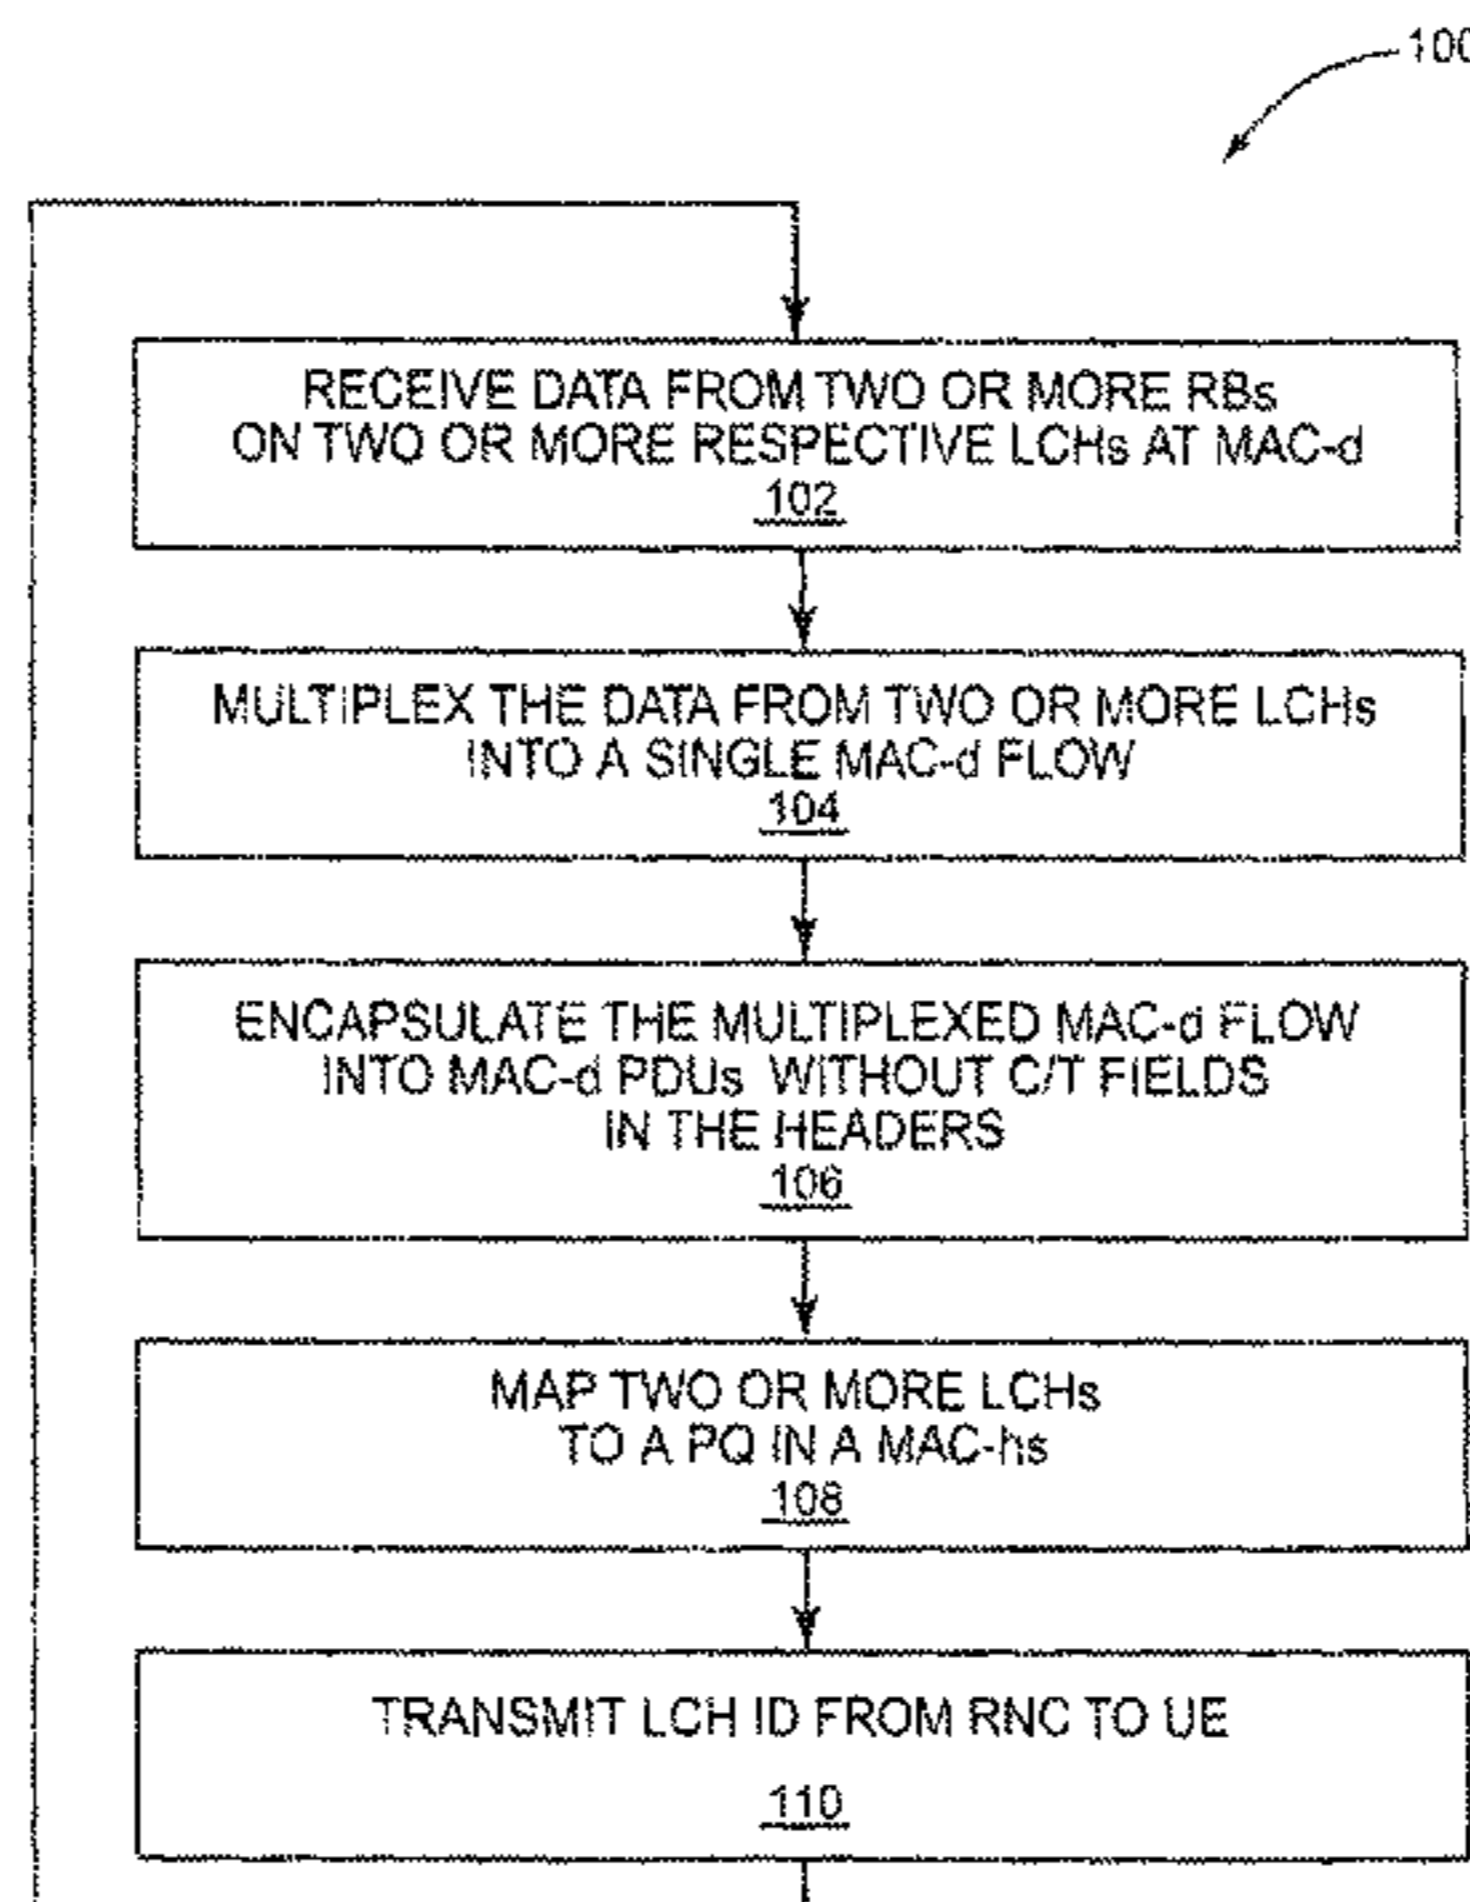 100
RECEIVE DATA FROM TWO OR MORE RBs
ON TWO OR MORE RESPECTIVE LCHs AT MAC-d
102
MULTIPLEX THE DATA FROM TWO OR MORE LCHs
INTO A SINGLE MAC-d FLOW
104
ENCAPSULATE THE MULTIPLEXED MAC-d FLOW
INTO MAC-d PDUs WITHOUT C/T FIELDS
IN THE HEADERS
106
MAP TWO OR MORE LCHs
TO A PQ IN A MAC-hs
108
TRANSMIT LCH ID FROM RNC TO UE
110